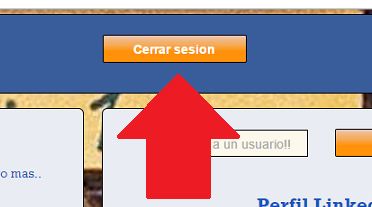 Cerrar sesion
a un usuario!!
o mas..
Perfil Linked